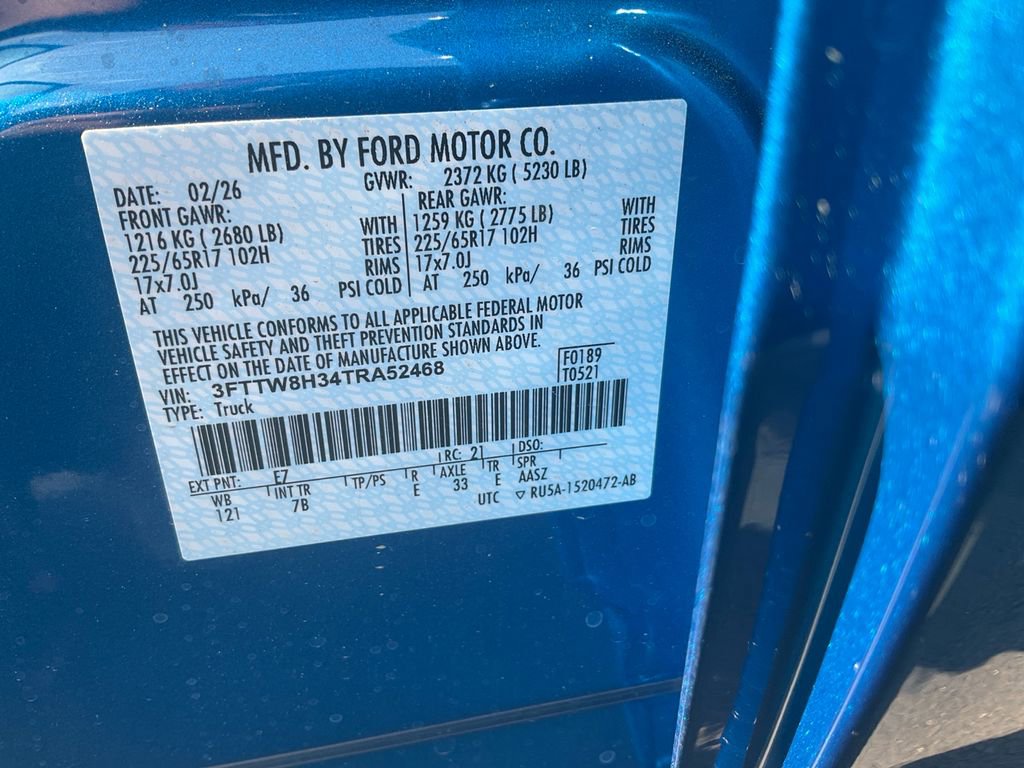 MFD. BY FORD MOTOR CO.
DATE: 02/26 GVWR: 2372 KG ( 5230 LB)
FRONT GAWR: REAR GAWR:
1216 KG ( 2680 LB) WITH 1259 KG ( 2775 LB) WITH
225/65R17 102H TIRES 225/65R17 102H TIRES
17x7.0J RIMS 17x7.0J RIMS
AT 250 kPa/ 36 PSI COLD AT 250 kPa/ 36 PSI COLD
THIS VEHICLE CONFORMS TO ALL APPLICABLE FEDERAL MOTOR
VEHICLE SAFETY AND THEFT PREVENTION STANDARDS IN
EFFECT ON THE DATE OF MANUFACTURE SHOWN ABOVE.
VIN: 3FTTW8H34TRA52468 F0189
TYPE: Truck T0521
EXT PNT: E7 RC: 21 DSO:
WB INT TR TP/PS R AXLE TR SPR
121 7B E 33 E AASZ
UTC ▽ RU5A-1520472-AB